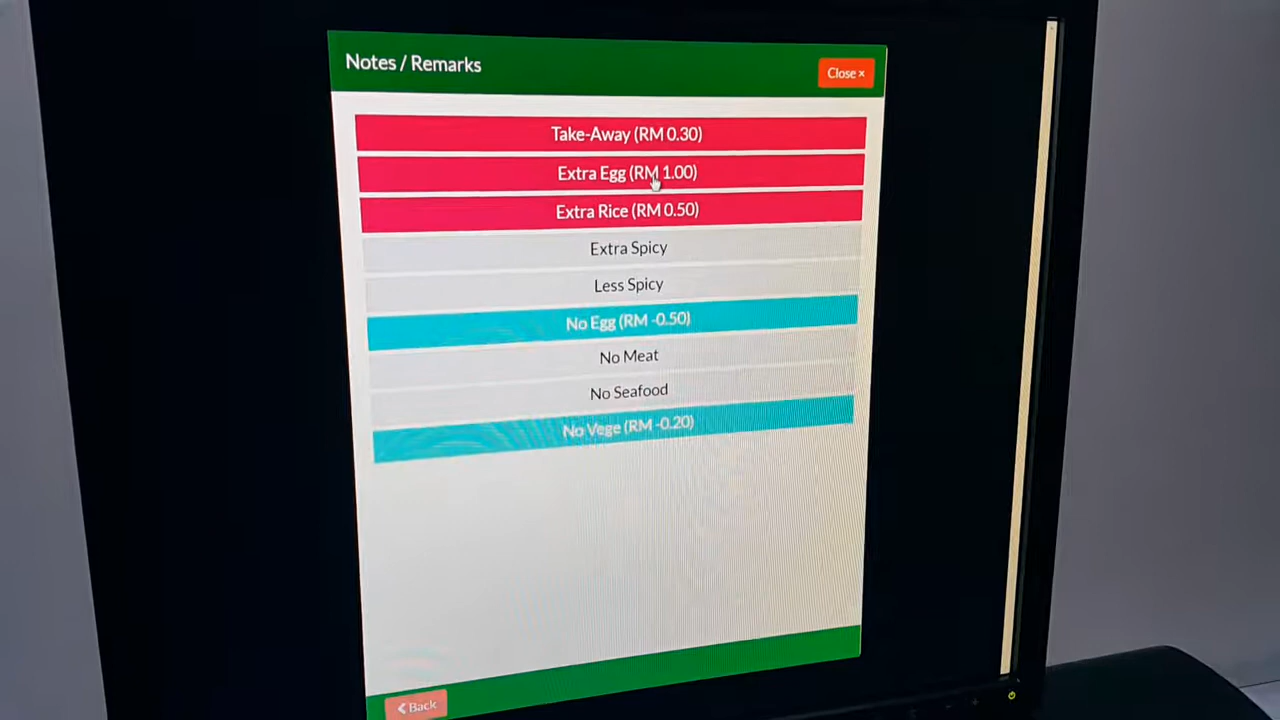 Notes / Remarks
Close ×
Take-Away (RM 0.30)
Extra Egg (RM 1.00)
Extra Rice (RM 0.50)
Extra Spicy
Less Spicy
No Egg (RM -0.50)
No Meat
No Seafood
No Vege (RM -0.20)
Back